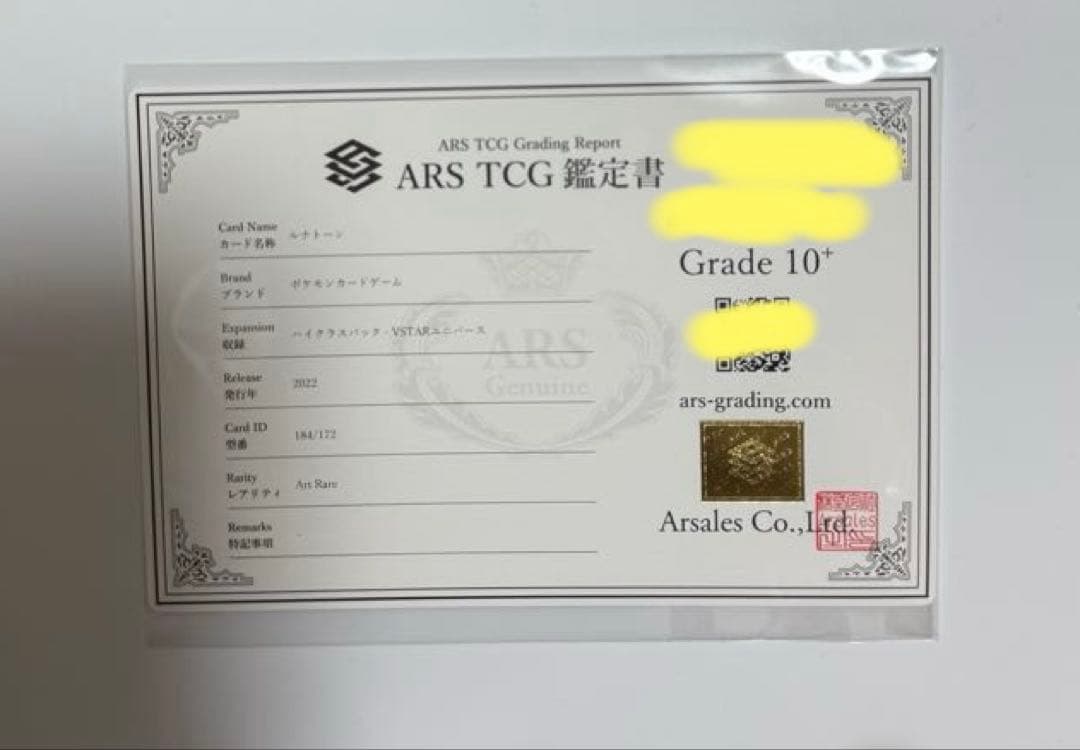 ARS TCG Grading Report
ARS TCG 鑑定書
Card Name
カード名称
ルナトーン
Brand
ブランド
ポケモンカードゲーム
Expansion
収録
ハイクラスパック・VSTARユニバース
Release
発行年
2022
Card ID
型番
184/172
Rarity
レアリティ
Art Rare
Remarks
特記事項
-
ARS
Genuine
Grade 10+
ars-grading.com
Arsales Co.,Ltd.
Arsales